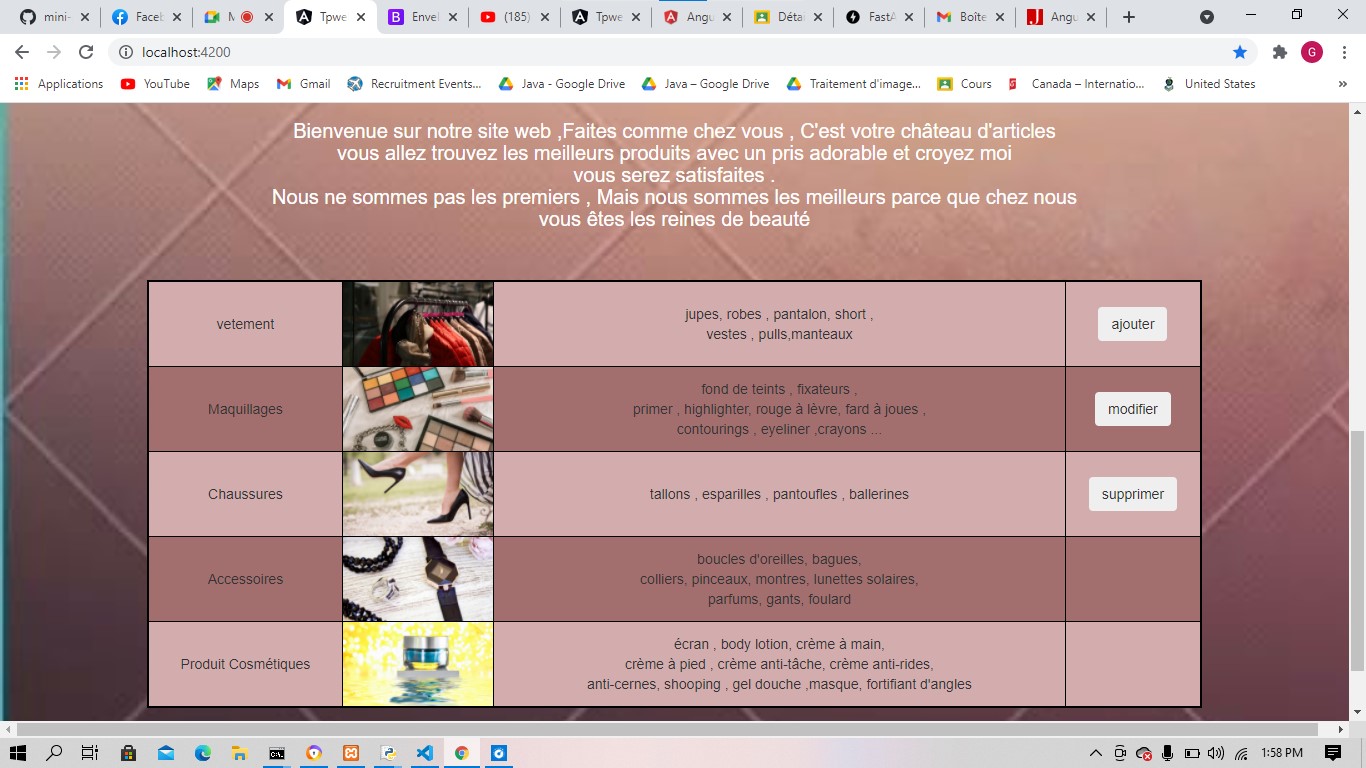 mini-
Faceb
M
Tpwe
Envel
(185)
Tpwe
Angu
Détai
FastA
Boîte
Angu
localhost:4200
G
Applications
YouTube
Maps
Gmail
Recruitment Events...
Java - Google Drive
Java – Google Drive
Traitement d'image...
Cours
Canada – Internatio...
United States
»
Bienvenue sur notre site web ,Faites comme chez vous , C'est votre château d'articles
vous allez trouvez les meilleurs produits avec un pris adorable et croyez moi
vous serez satisfaites .
Nous ne sommes pas les premiers , Mais nous sommes les meilleurs parce que chez nous
vous êtes les reines de beauté
vetement
jupes, robes , pantalon, short ,
vestes , pulls,manteaux
ajouter
Maquillages
fond de teints , fixateurs ,
primer , highlighter, rouge à lèvre, fard à joues ,
contourings , eyeliner ,crayons ...
modifier
Chaussures
tallons , esparilles , pantoufles , ballerines
supprimer
Accessoires
boucles d'oreilles, bagues,
colliers, pinceaux, montres, lunettes solaires,
parfums, gants, foulard
Produit Cosmétiques
écran , body lotion, crème à main,
crème à pied , crème anti-tâche, crème anti-rides,
anti-cernes, shooping , gel douche ,masque, fortifiant d'angles
1:58 PM